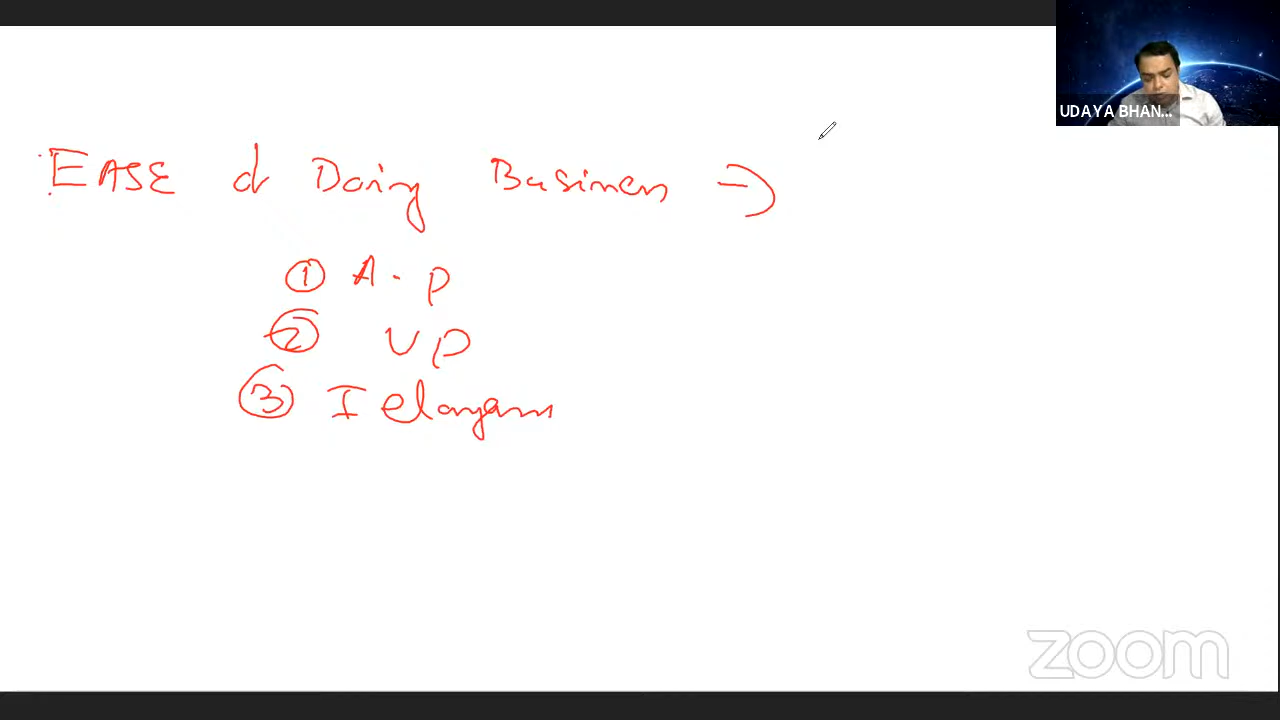 UDAYA BHAN...
EASE of Doing Business →
① A. P
② UP
③ Telangana
zoom